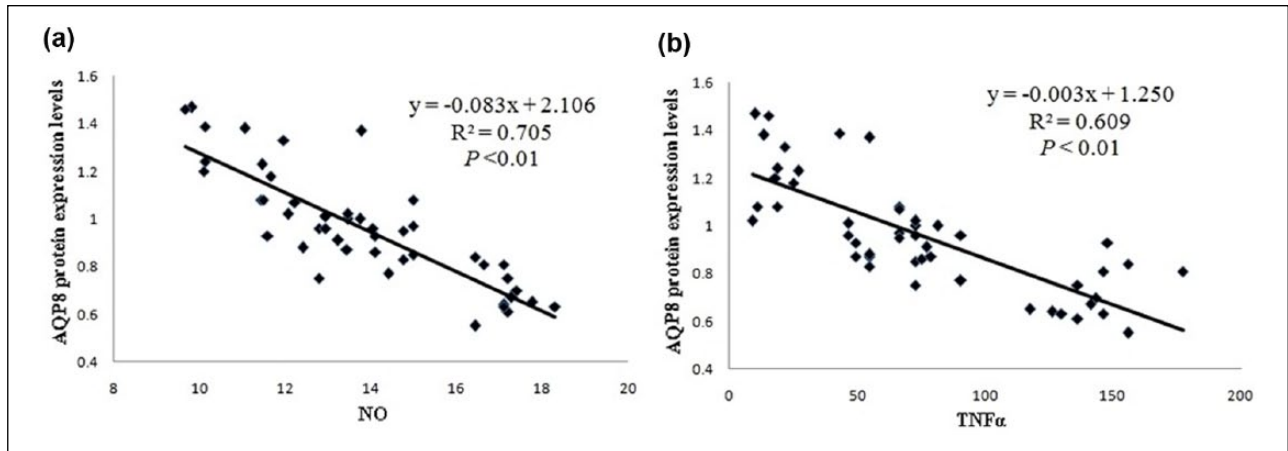 (a)
y = -0.083x + 2.106
R² = 0.705
P <0.01
AQP8 protein expression levels
1.6
1.4
1.2
1
0.8
0.6
0.4
8 10 12 14 16 18 20
NO
(b)
y = -0.003x + 1.250
R² = 0.609
P < 0.01
AQP8 protein expression levels
1.6
1.4
1.2
1
0.8
0.6
0.4
0 50 100 150 200
TNFα